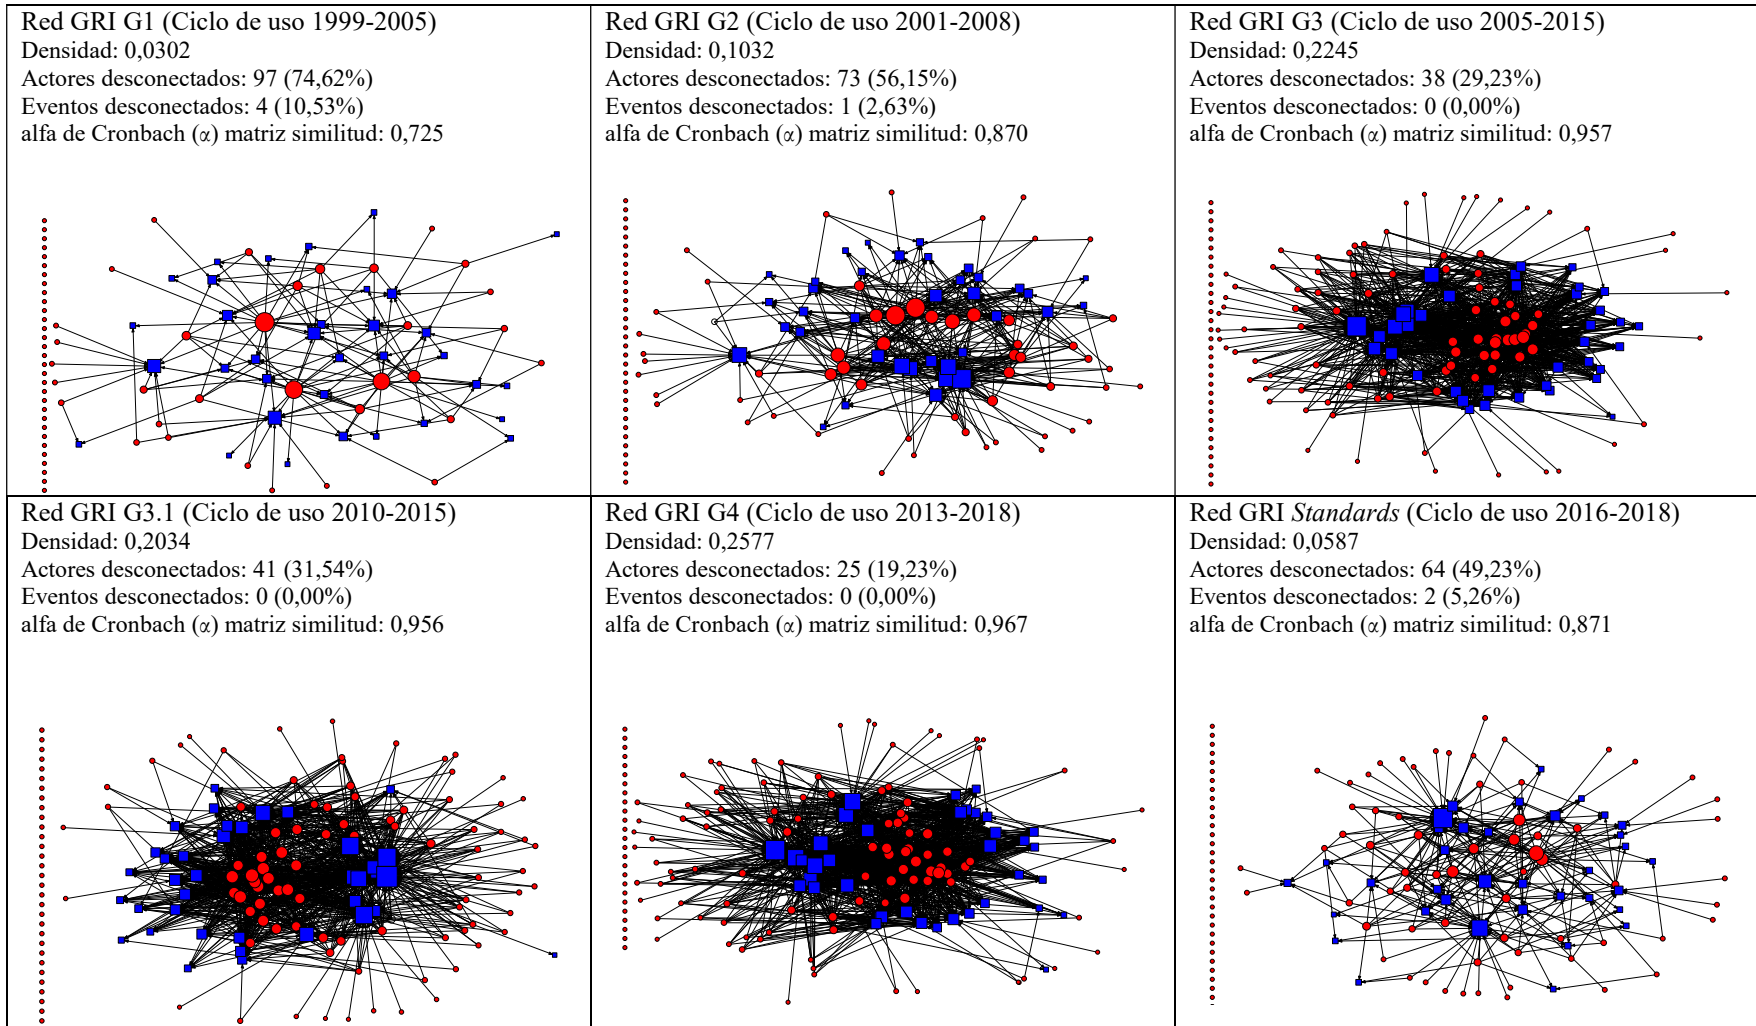 Red GRI G1 (Ciclo de uso 1999-2005)
Densidad: 0,0302
Actores desconectados: 97 (74,62%)
Eventos desconectados: 4 (10,53%)
alfa de Cronbach (α) matriz similitud: 0,725
Red GRI G2 (Ciclo de uso 2001-2008)
Densidad: 0,1032
Actores desconectados: 73 (56,15%)
Eventos desconectados: 1 (2,63%)
alfa de Cronbach (α) matriz similitud: 0,870
Red GRI G3 (Ciclo de uso 2005-2015)
Densidad: 0,2245
Actores desconectados: 38 (29,23%)
Eventos desconectados: 0 (0,00%)
alfa de Cronbach (α) matriz similitud: 0,957
Red GRI G3.1 (Ciclo de uso 2010-2015)
Densidad: 0,2034
Actores desconectados: 41 (31,54%)
Eventos desconectados: 0 (0,00%)
alfa de Cronbach (α) matriz similitud: 0,956
Red GRI G4 (Ciclo de uso 2013-2018)
Densidad: 0,2577
Actores desconectados: 25 (19,23%)
Eventos desconectados: 0 (0,00%)
alfa de Cronbach (α) matriz similitud: 0,967
Red GRI Standards (Ciclo de uso 2016-2018)
Densidad: 0,0587
Actores desconectados: 64 (49,23%)
Eventos desconectados: 2 (5,26%)
alfa de Cronbach (α) matriz similitud: 0,871